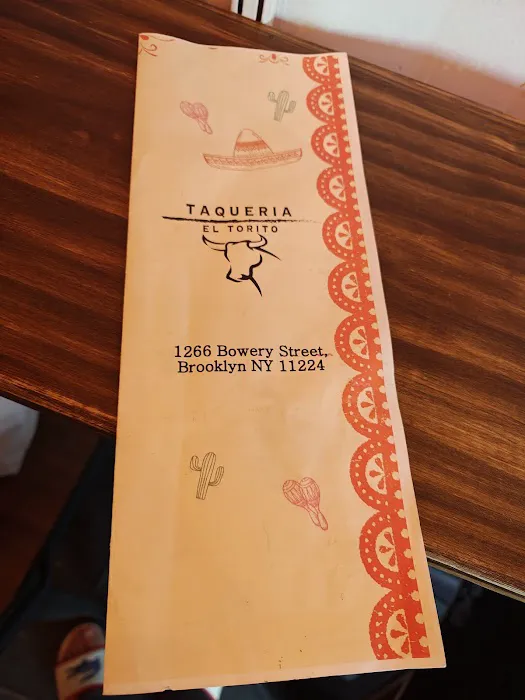 TAQUERIA
EL TORITO
1266 Bowery Street,
Brooklyn NY 11224